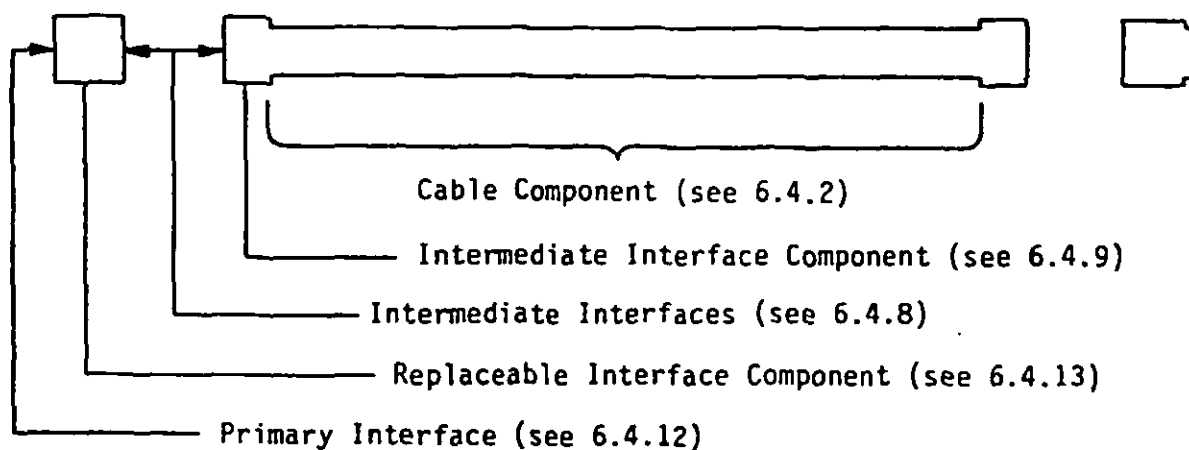 Cable Component (see 6.4.2)
Intermediate Interface Component (see 6.4.9)
Intermediate Interfaces (see 6.4.8)
Replaceable Interface Component (see 6.4.13)
Primary Interface (see 6.4.12)